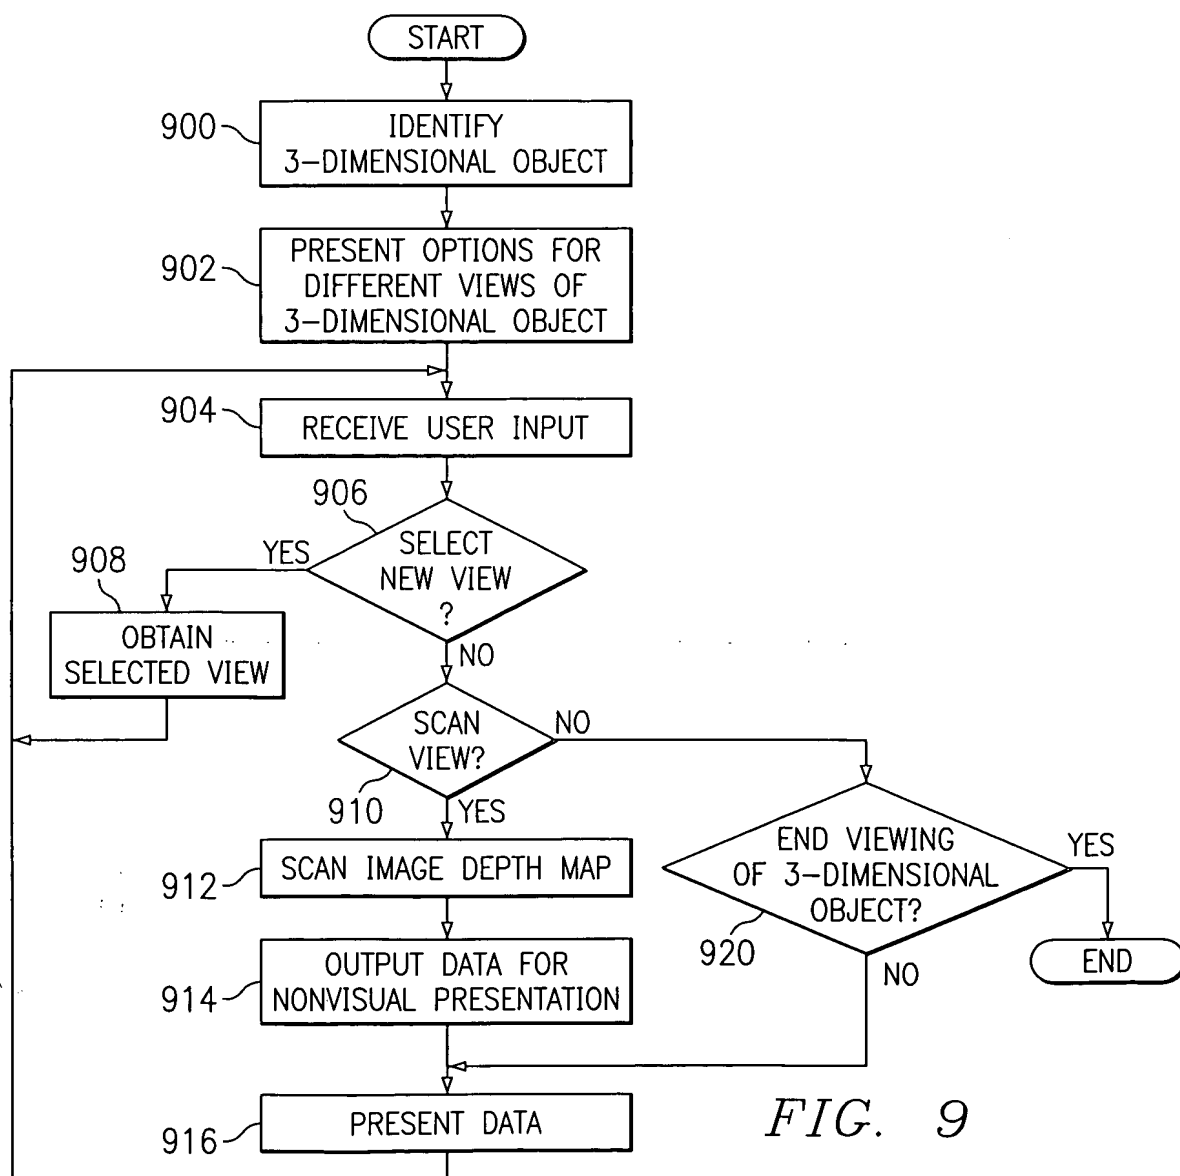 START
900
IDENTIFY
3-DIMENSIONAL OBJECT
902
PRESENT OPTIONS FOR
DIFFERENT VIEWS OF
3-DIMENSIONAL OBJECT
904
RECEIVE USER INPUT
906
SELECT
NEW VIEW
?
YES
908
OBTAIN
SELECTED VIEW
NO
SCAN
VIEW?
NO
910
YES
912
SCAN IMAGE DEPTH MAP
END VIEWING
OF 3-DIMENSIONAL
OBJECT?
YES
920
NO
END
914
OUTPUT DATA FOR
NONVISUAL PRESENTATION
916
PRESENT DATA
FIG. 9